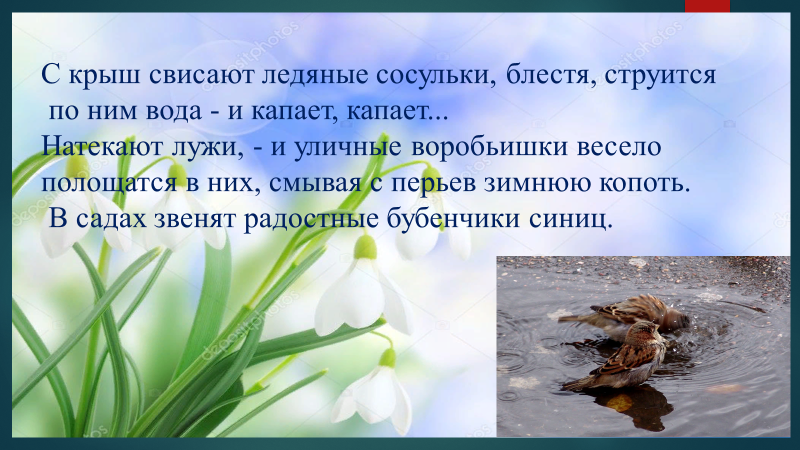 С крыш свисают ледяные сосульки, блестя, струится
по ним вода - и капает, капает...
Натекают лужи, - и уличные воробьишки весело
полощатся в них, смывая с перьев зимнюю копоть.
В садах звенят радостные бубенчики синиц.
depositphotos